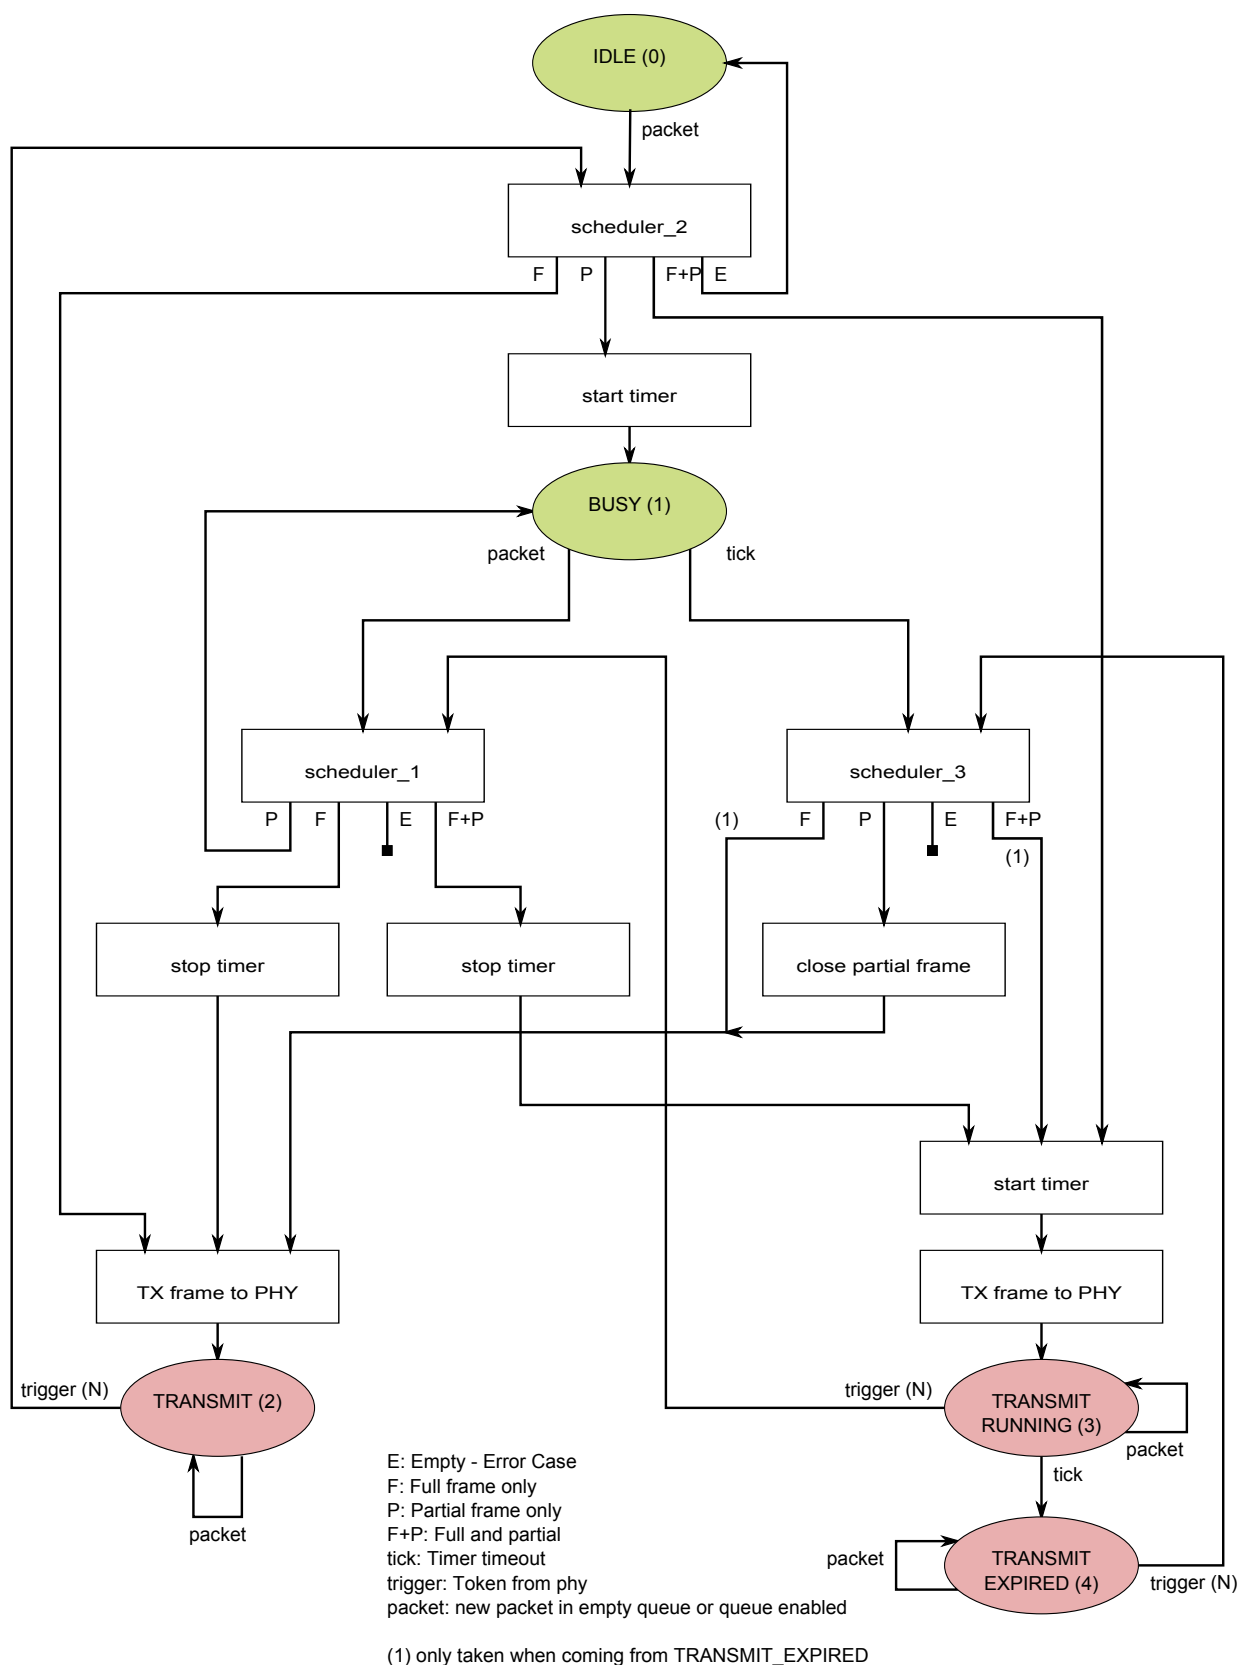 IDLE (0)
packet
scheduler_2
F
P
F+P
E
start timer
BUSY (1)
packet
tick
scheduler_1
scheduler_3
P
F
E
F+P
(1)
F
P
E
F+P
(1)
stop timer
stop timer
close partial frame
start timer
TX frame to PHY
TX frame to PHY
trigger (N)
TRANSMIT (2)
packet
trigger (N)
TRANSMIT
RUNNING (3)
packet
tick
packet
TRANSMIT
EXPIRED (4)
trigger (N)
E: Empty - Error Case
F: Full frame only
P: Partial frame only
F+P: Full and partial
tick: Timer timeout
trigger: Token from phy
packet: new packet in empty queue or queue enabled
(1) only taken when coming from TRANSMIT_EXPIRED